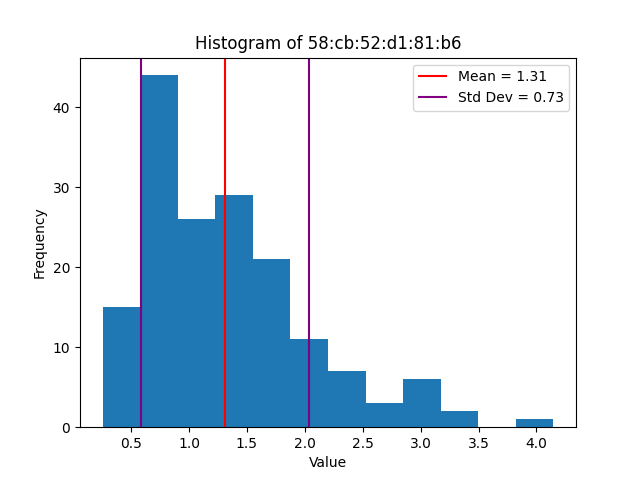 Histogram of 58:cb:52:d1:81:b6
Mean = 1.31
Std Dev = 0.73
Frequency
40
30
20
10
0
0.5 1.0 1.5 2.0 2.5 3.0 3.5 4.0
Value